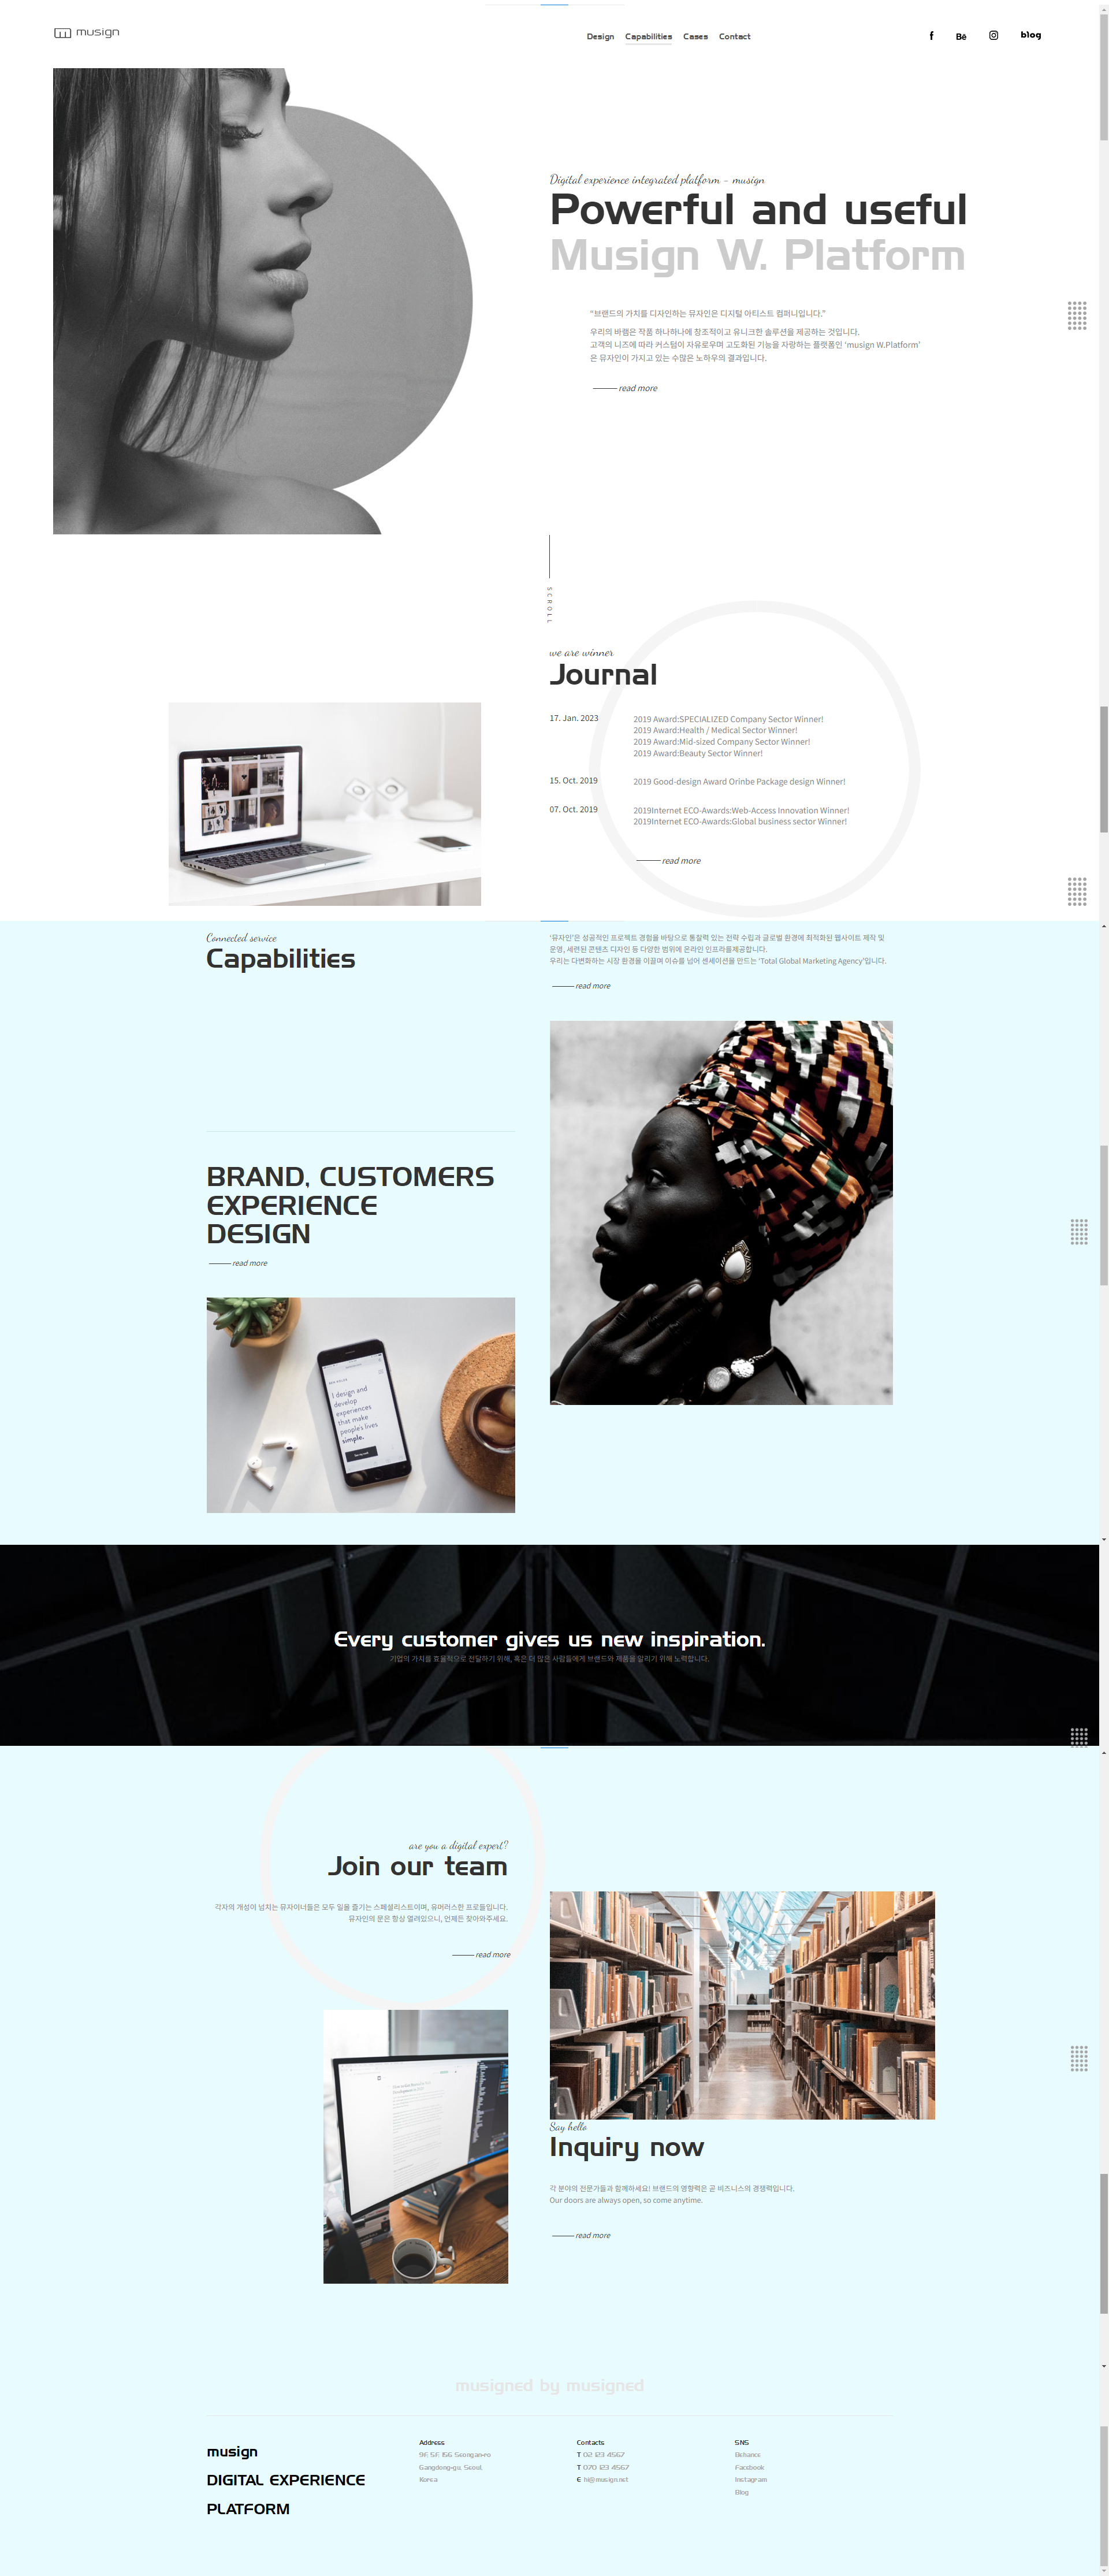 musign
Design Capabilities Cases Contact
f Bē blog
Digital experience integrated platform - musign
Powerful and useful
Musign W. Platform
"브랜드의 가치를 디자인하는 뮤자인은 디지털 아티스트 컴퍼니입니다."
우리의 바램은 작품 하나하나에 창조적이고 유니크한 솔루션을 제공하는 것입니다.
고객의 니즈에 따라 커스텀이 자유로우며 고도화된 기능을 자랑하는 플랫폼인 'musign W.Platform'
은 뮤자인이 가지고 있는 수많은 노하우의 결과입니다.
read more
SCROLL
we are winner
Journal
17. Jan. 2023
2019 Award:SPECIALIZED Company Sector Winner!
2019 Award:Health / Medical Sector Winner!
2019 Award:Mid-sized Company Sector Winner!
2019 Award:Beauty Sector Winner!
15. Oct. 2019
2019 Good-design Award Orinbe Package design Winner!
07. Oct. 2019
2019Internet ECO-Awards:Web-Access Innovation Winner!
2019Internet ECO-Awards:Global business sector Winner!
read more
Connected service
Capabilities
'뮤자인'은 성공적인 프로젝트 경험을 바탕으로 통찰력 있는 전략 수립과 글로벌 환경에 최적화된 웹사이트 제작 및
운영, 세련된 콘텐츠 디자인 등 다양한 범위에 온라인 인프라를제공합니다.
우리는 다변화하는 시장 환경을 이끌며 이슈를 넘어 센세이션을 만드는 'Total Global Marketing Agency'입니다.
read more
BRAND, CUSTOMERS
EXPERIENCE
DESIGN
read more
I design and
develop
experiences
that make
people's lives
simple.
Every customer gives us new inspiration.
기업의 가치를 효율적으로 전달하기 위해, 혹은 더 많은 사람들에게 브랜드와 제품을 알리기 위해 노력합니다.
are you a digital expert?
Join our team
각자의 개성이 넘치는 뮤자이너들은 모두 일을 즐기는 스페셜리스트이며, 유머러스한 프로들입니다.
뮤자인의 문은 항상 열려있으니, 언제든 찾아와주세요.
read more
Say hello
Inquiry now
각 분야의 전문가들과 함께하세요! 브랜드의 영향력은 곧 비즈니스의 경쟁력입니다.
Our doors are always open, so come anytime.
read more
musigned by musigned
musign
DIGITAL EXPERIENCE
PLATFORM
Address
9F. 5F. 156 Seongan-ro
Gangdong-gu. Seoul
Korea
Contacts
T 02 123 4567
T 070 123 4567
E hi@musign.net
SNS
Behance
Facebook
Instagram
Blog